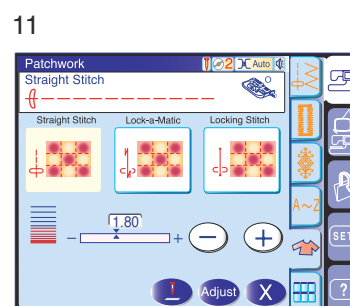 11
Patchwork
2 Auto
Straight Stitch
Straight Stitch Lock-a-Matic Locking Stitch
A~Z
1.80
− + − +
SET
Adjust X
?